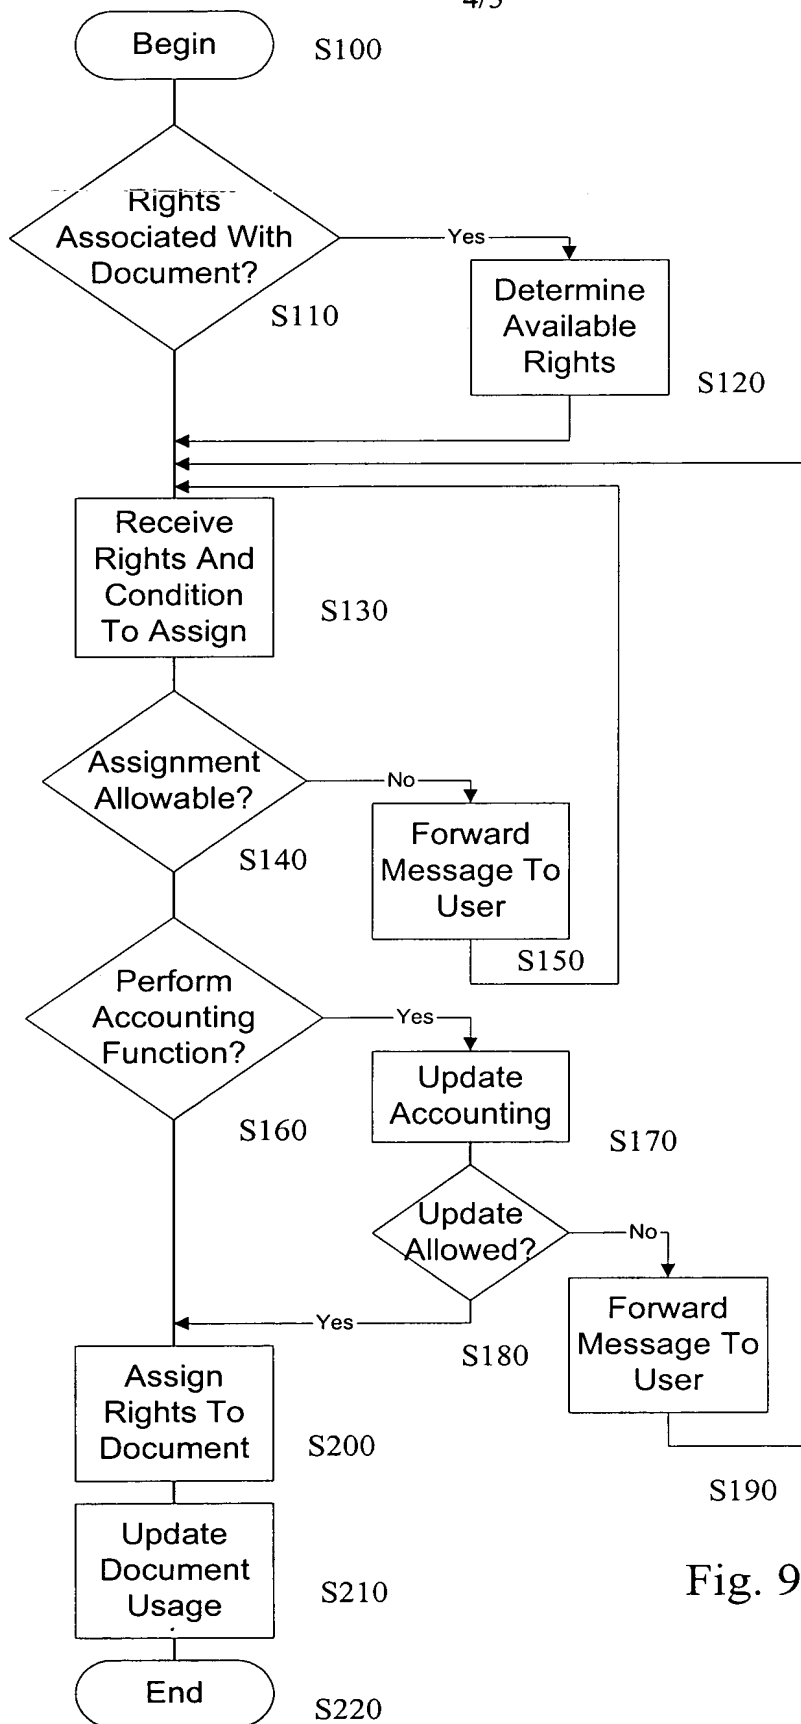 4/5
Begin
S100
Rights
Associated With
Document?
S110
Yes
Determine
Available
Rights
S120
Receive
Rights And
Condition
To Assign
S130
Assignment
Allowable?
S140
No
Forward
Message To
User
S150
Perform
Accounting
Function?
S160
Yes
Update
Accounting
S170
Update
Allowed?
S180
No
Yes
Forward
Message To
User
S190
Assign
Rights To
Document
S200
Update
Document
Usage
S210
Fig. 9
End
S220